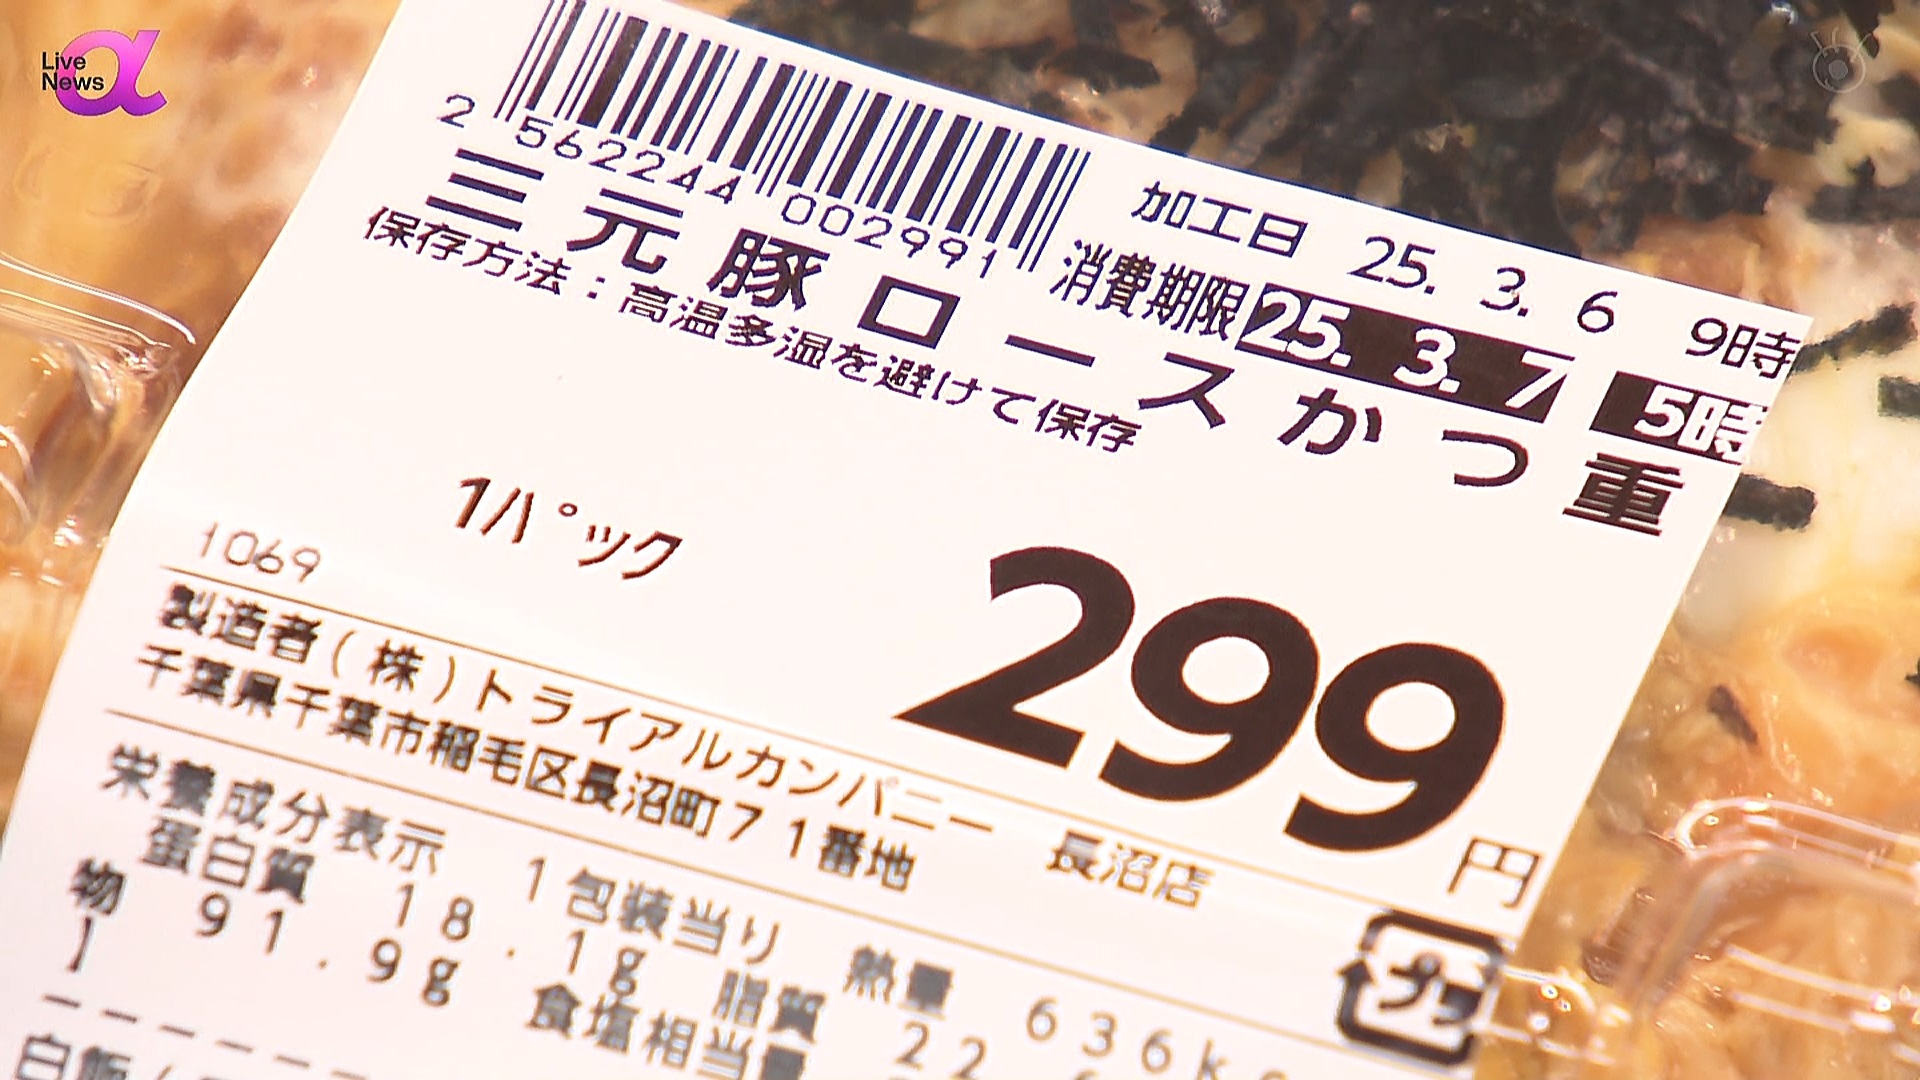 Live
News α
2 562244 002991
加工日 25. 3. 6 9時
消費期限 25. 3. 7 5時
三元豚ロースかつ重
保存方法：高温多湿を避けて保存
1パック
299円
1069
製造者(株)トライアルカンパニー 長沼店
千葉県千葉市稲毛区長沼町７１番地
栄養成分表示 1包装当り 熱量 636k
蛋白質 18.1g 脂質 22
物 91.9g 食塩相当量
]
白飯
プラ